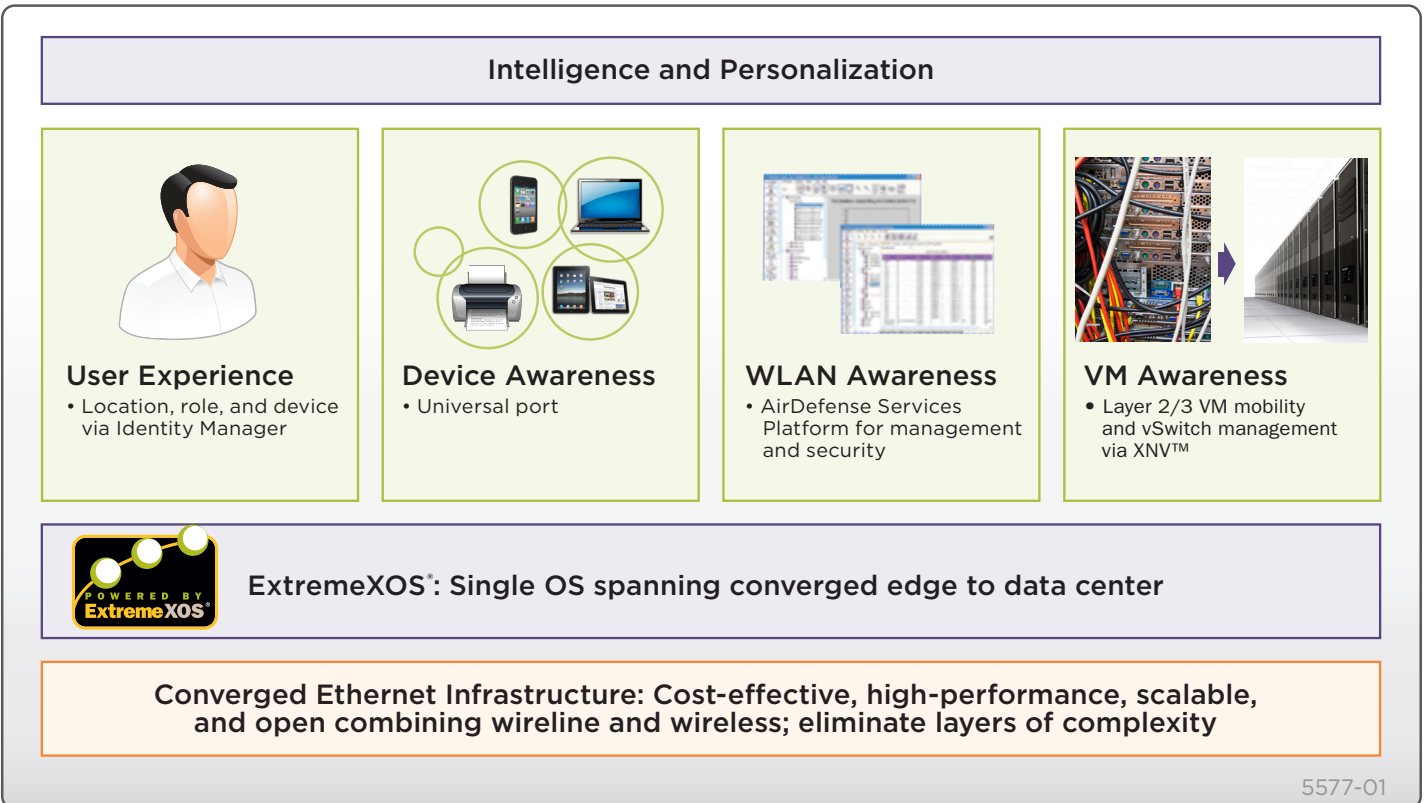 Intelligence and Personalization
User Experience
• Location, role, and device
via Identity Manager
Device Awareness
• Universal port
WLAN Awareness
• AirDefense Services
Platform for management
and security
VM Awareness
• Layer 2/3 VM mobility
and vSwitch management
via XNV™
POWERED BY
ExtremeXOS®
ExtremeXOS®: Single OS spanning converged edge to data center
Converged Ethernet Infrastructure: Cost-effective, high-performance, scalable,
and open combining wireline and wireless; eliminate layers of complexity
5577-01